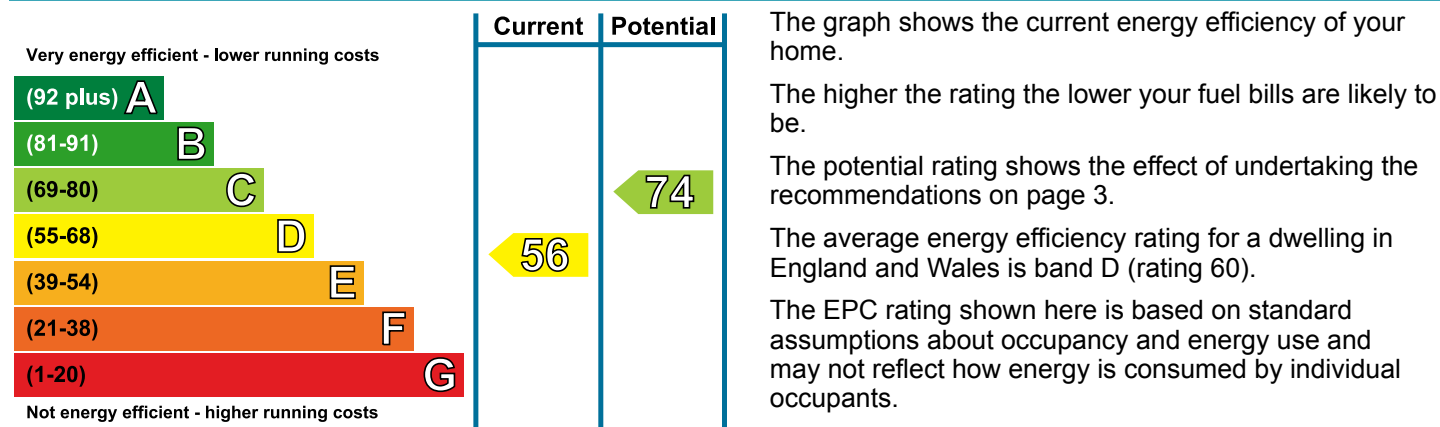 Current Potential
Very energy efficient - lower running costs
(92 plus) A
(81-91) B
(69-80) C
74
(55-68) D
56
(39-54) E
(21-38) F
(1-20) G
Not energy efficient - higher running costs
The graph shows the current energy efficiency of your
home.
The higher the rating the lower your fuel bills are likely to
be.
The potential rating shows the effect of undertaking the
recommendations on page 3.
The average energy efficiency rating for a dwelling in
England and Wales is band D (rating 60).
The EPC rating shown here is based on standard
assumptions about occupancy and energy use and
may not reflect how energy is consumed by individual
occupants.